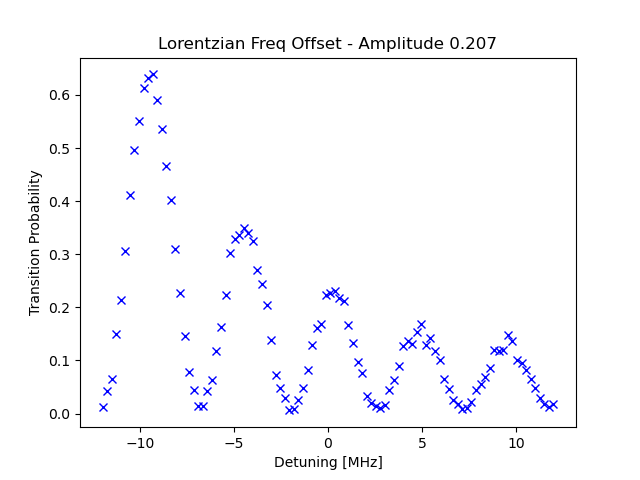 Lorentzian Freq Offset - Amplitude 0.207
Transition Probability
0.6
0.5
0.4
0.3
0.2
0.1
0.0
−10 −5 0 5 10
Detuning [MHz]